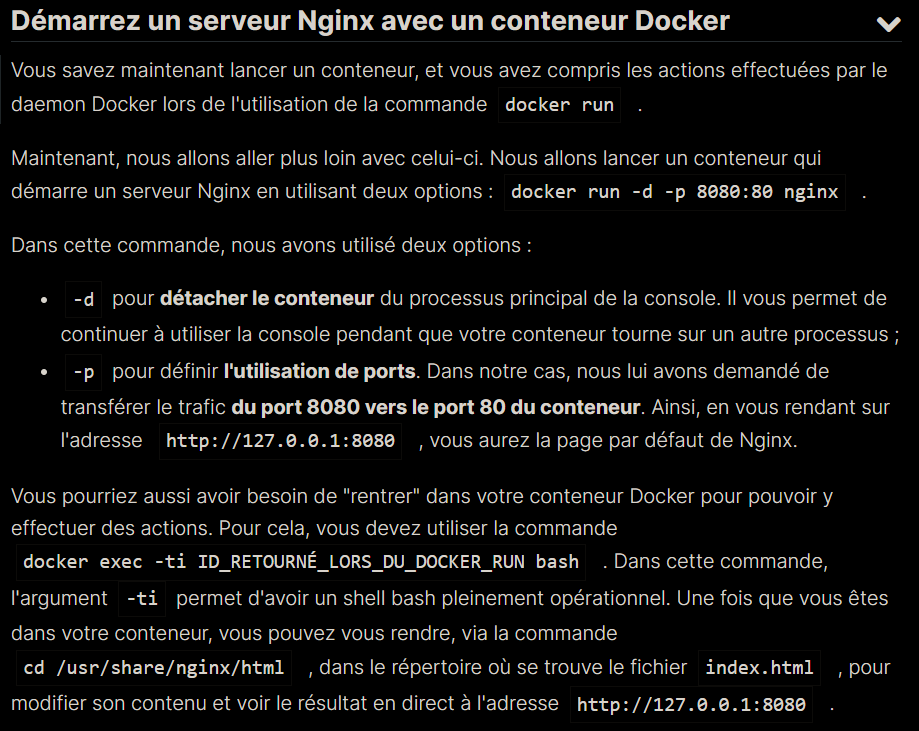 Démarrez un serveur Nginx avec un conteneur Docker
Vous savez maintenant lancer un conteneur, et vous avez compris les actions effectuées par le
daemon Docker lors de l'utilisation de la commande docker run .
Maintenant, nous allons aller plus loin avec celui-ci. Nous allons lancer un conteneur qui
démarre un serveur Nginx en utilisant deux options : docker run -d -p 8080:80 nginx .
Dans cette commande, nous avons utilisé deux options :
• -d pour détacher le conteneur du processus principal de la console. Il vous permet de
continuer à utiliser la console pendant que votre conteneur tourne sur un autre processus ;
• -p pour définir l'utilisation de ports. Dans notre cas, nous lui avons demandé de
transférer le trafic du port 8080 vers le port 80 du conteneur. Ainsi, en vous rendant sur
l'adresse http://127.0.0.1:8080 , vous aurez la page par défaut de Nginx.
Vous pourriez aussi avoir besoin de "rentrer" dans votre conteneur Docker pour pouvoir y
effectuer des actions. Pour cela, vous devez utiliser la commande
docker exec -ti ID_RETOURNÉ_LORS_DU_DOCKER_RUN bash . Dans cette commande,
l'argument -ti permet d'avoir un shell bash pleinement opérationnel. Une fois que vous êtes
dans votre conteneur, vous pouvez vous rendre, via la commande
cd /usr/share/nginx/html , dans le répertoire où se trouve le fichier index.html , pour
modifier son contenu et voir le résultat en direct à l'adresse http://127.0.0.1:8080 .